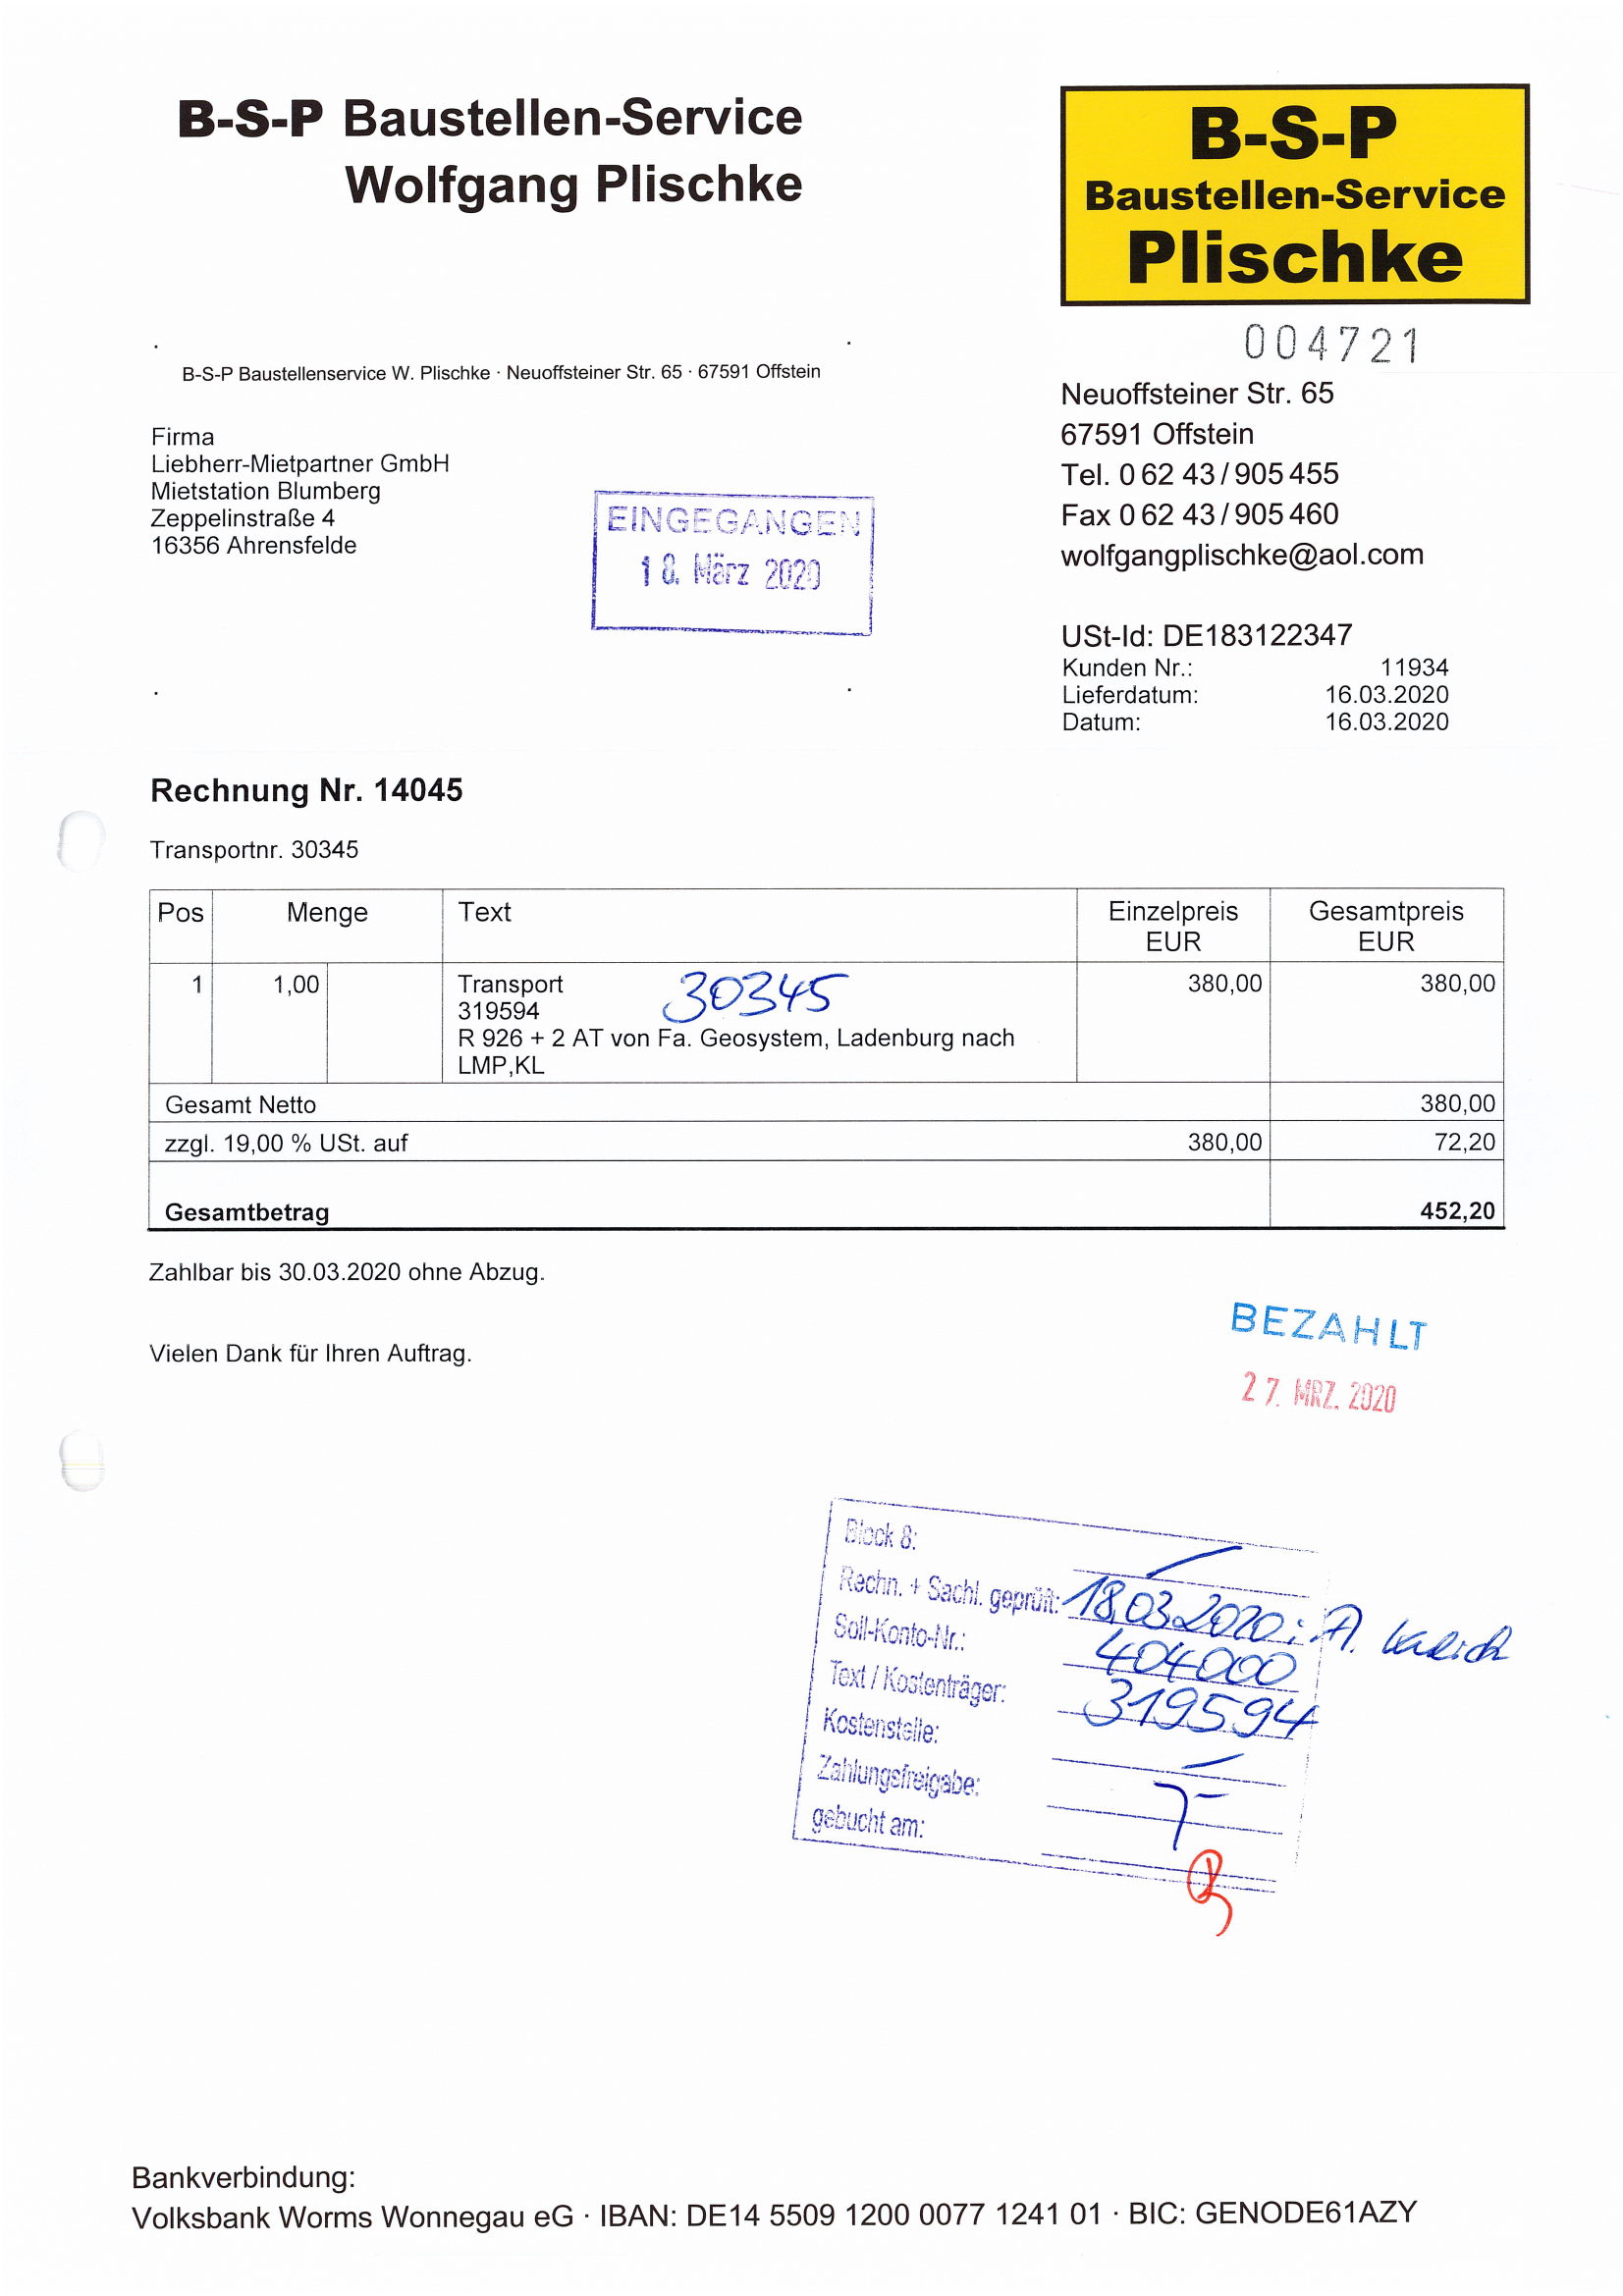 B-S-P Baustellen-Service
Wolfgang Plischke
B-S-P
Baustellen-Service
Plischke
004721
B-S-P Baustellenservice W. Plischke · Neuoffsteiner Str. 65 · 67591 Offstein
Neuoffsteiner Str. 65
67591 Offstein
Tel. 0 62 43 / 905 455
Fax 0 62 43 / 905 460
wolfgangplischke@aol.com
Firma
Liebherr-Mietpartner GmbH
Mietstation Blumberg
Zeppelinstraße 4
16356 Ahrensfelde
EINGEGANGEN
18. März 2020
USt-Id: DE183122347
Kunden Nr.: 11934
Lieferdatum: 16.03.2020
Datum: 16.03.2020
Rechnung Nr. 14045
Transportnr. 30345
Pos Menge Text Einzelpreis EUR Gesamtpreis EUR
1 1,00 Transport 30345 380,00 380,00
319594
R 926 + 2 AT von Fa. Geosystem, Ladenburg nach
LMP,KL
Gesamt Netto 380,00
zzgl. 19,00 % USt. auf 380,00 72,20
Gesamtbetrag 452,20
Zahlbar bis 30.03.2020 ohne Abzug.
Vielen Dank für Ihren Auftrag.
BEZAHLT
27. MRZ. 2020
Block 8:
Rechn. + Sachl. geprüft: 18.03.2020 : A.
Soll-Konto-Nr.: 404000
Text / Kostenträger: 319594
Kostenstelle:
Zahlungsfreigabe:
gebucht am:
Bankverbindung:
Volksbank Worms Wonnegau eG · IBAN: DE14 5509 1200 0077 1241 01 · BIC: GENODE61AZY